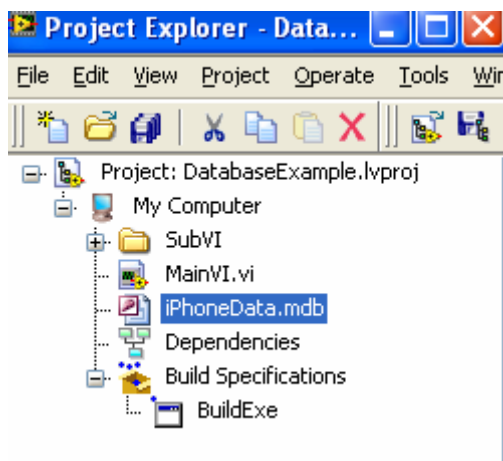 Project Explorer - Data...
File Edit View Project Operate Tools
Project: DatabaseExample.lvproj
My Computer
SubVI
MainVI.vi
iPhoneData.mdb
Dependencies
Build Specifications
BuildExe